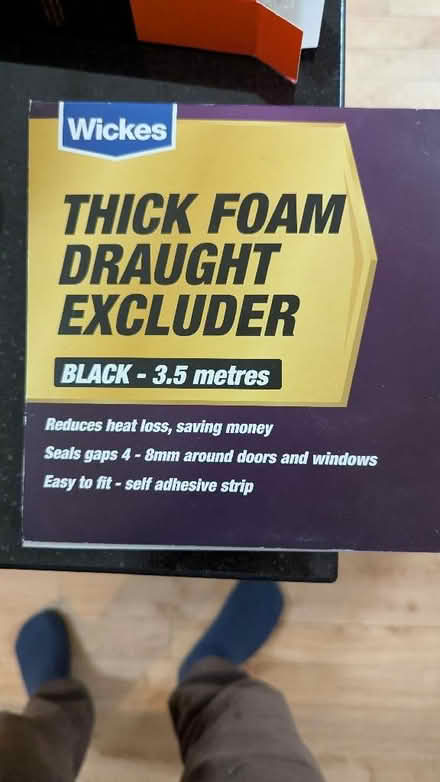 Wickes
THICK FOAM
DRAUGHT
EXCLUDER
BLACK - 3.5 metres
Reduces heat loss, saving money
Seals gaps 4 - 8mm around doors and windows
Easy to fit - self adhesive strip